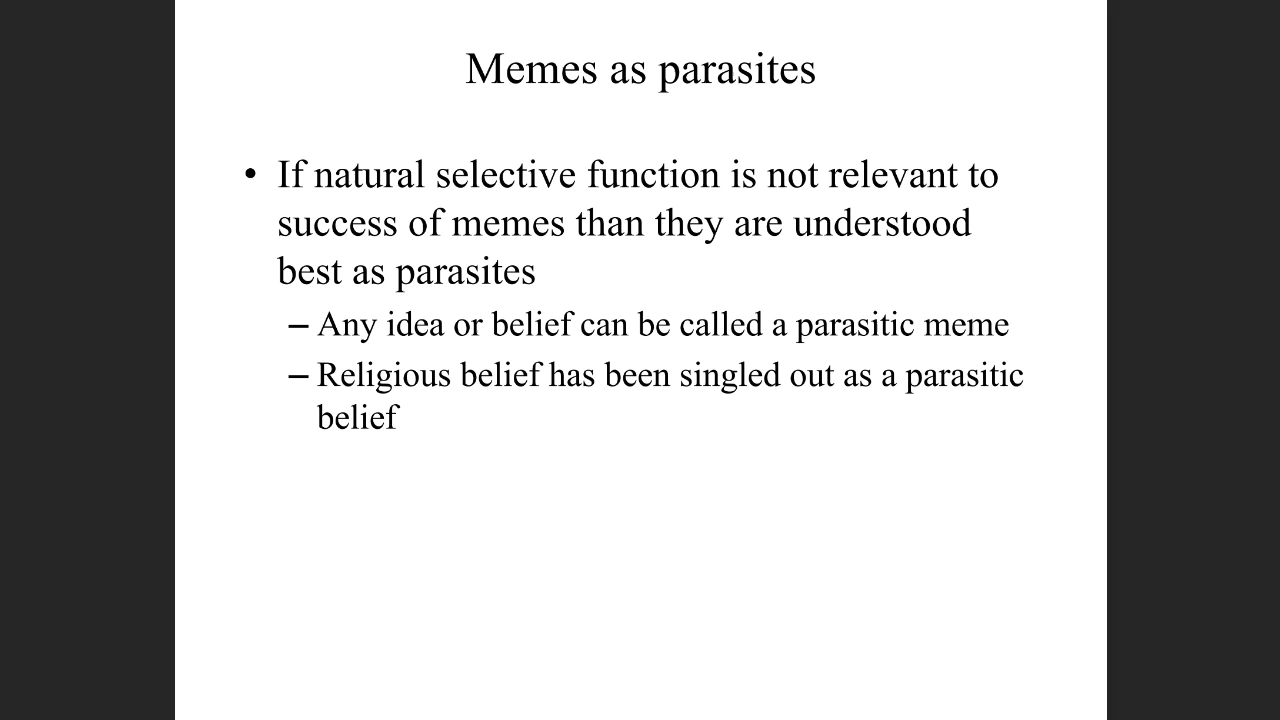 Memes as parasites
• If natural selective function is not relevant to
success of memes than they are understood
best as parasites
– Any idea or belief can be called a parasitic meme
– Religious belief has been singled out as a parasitic
belief